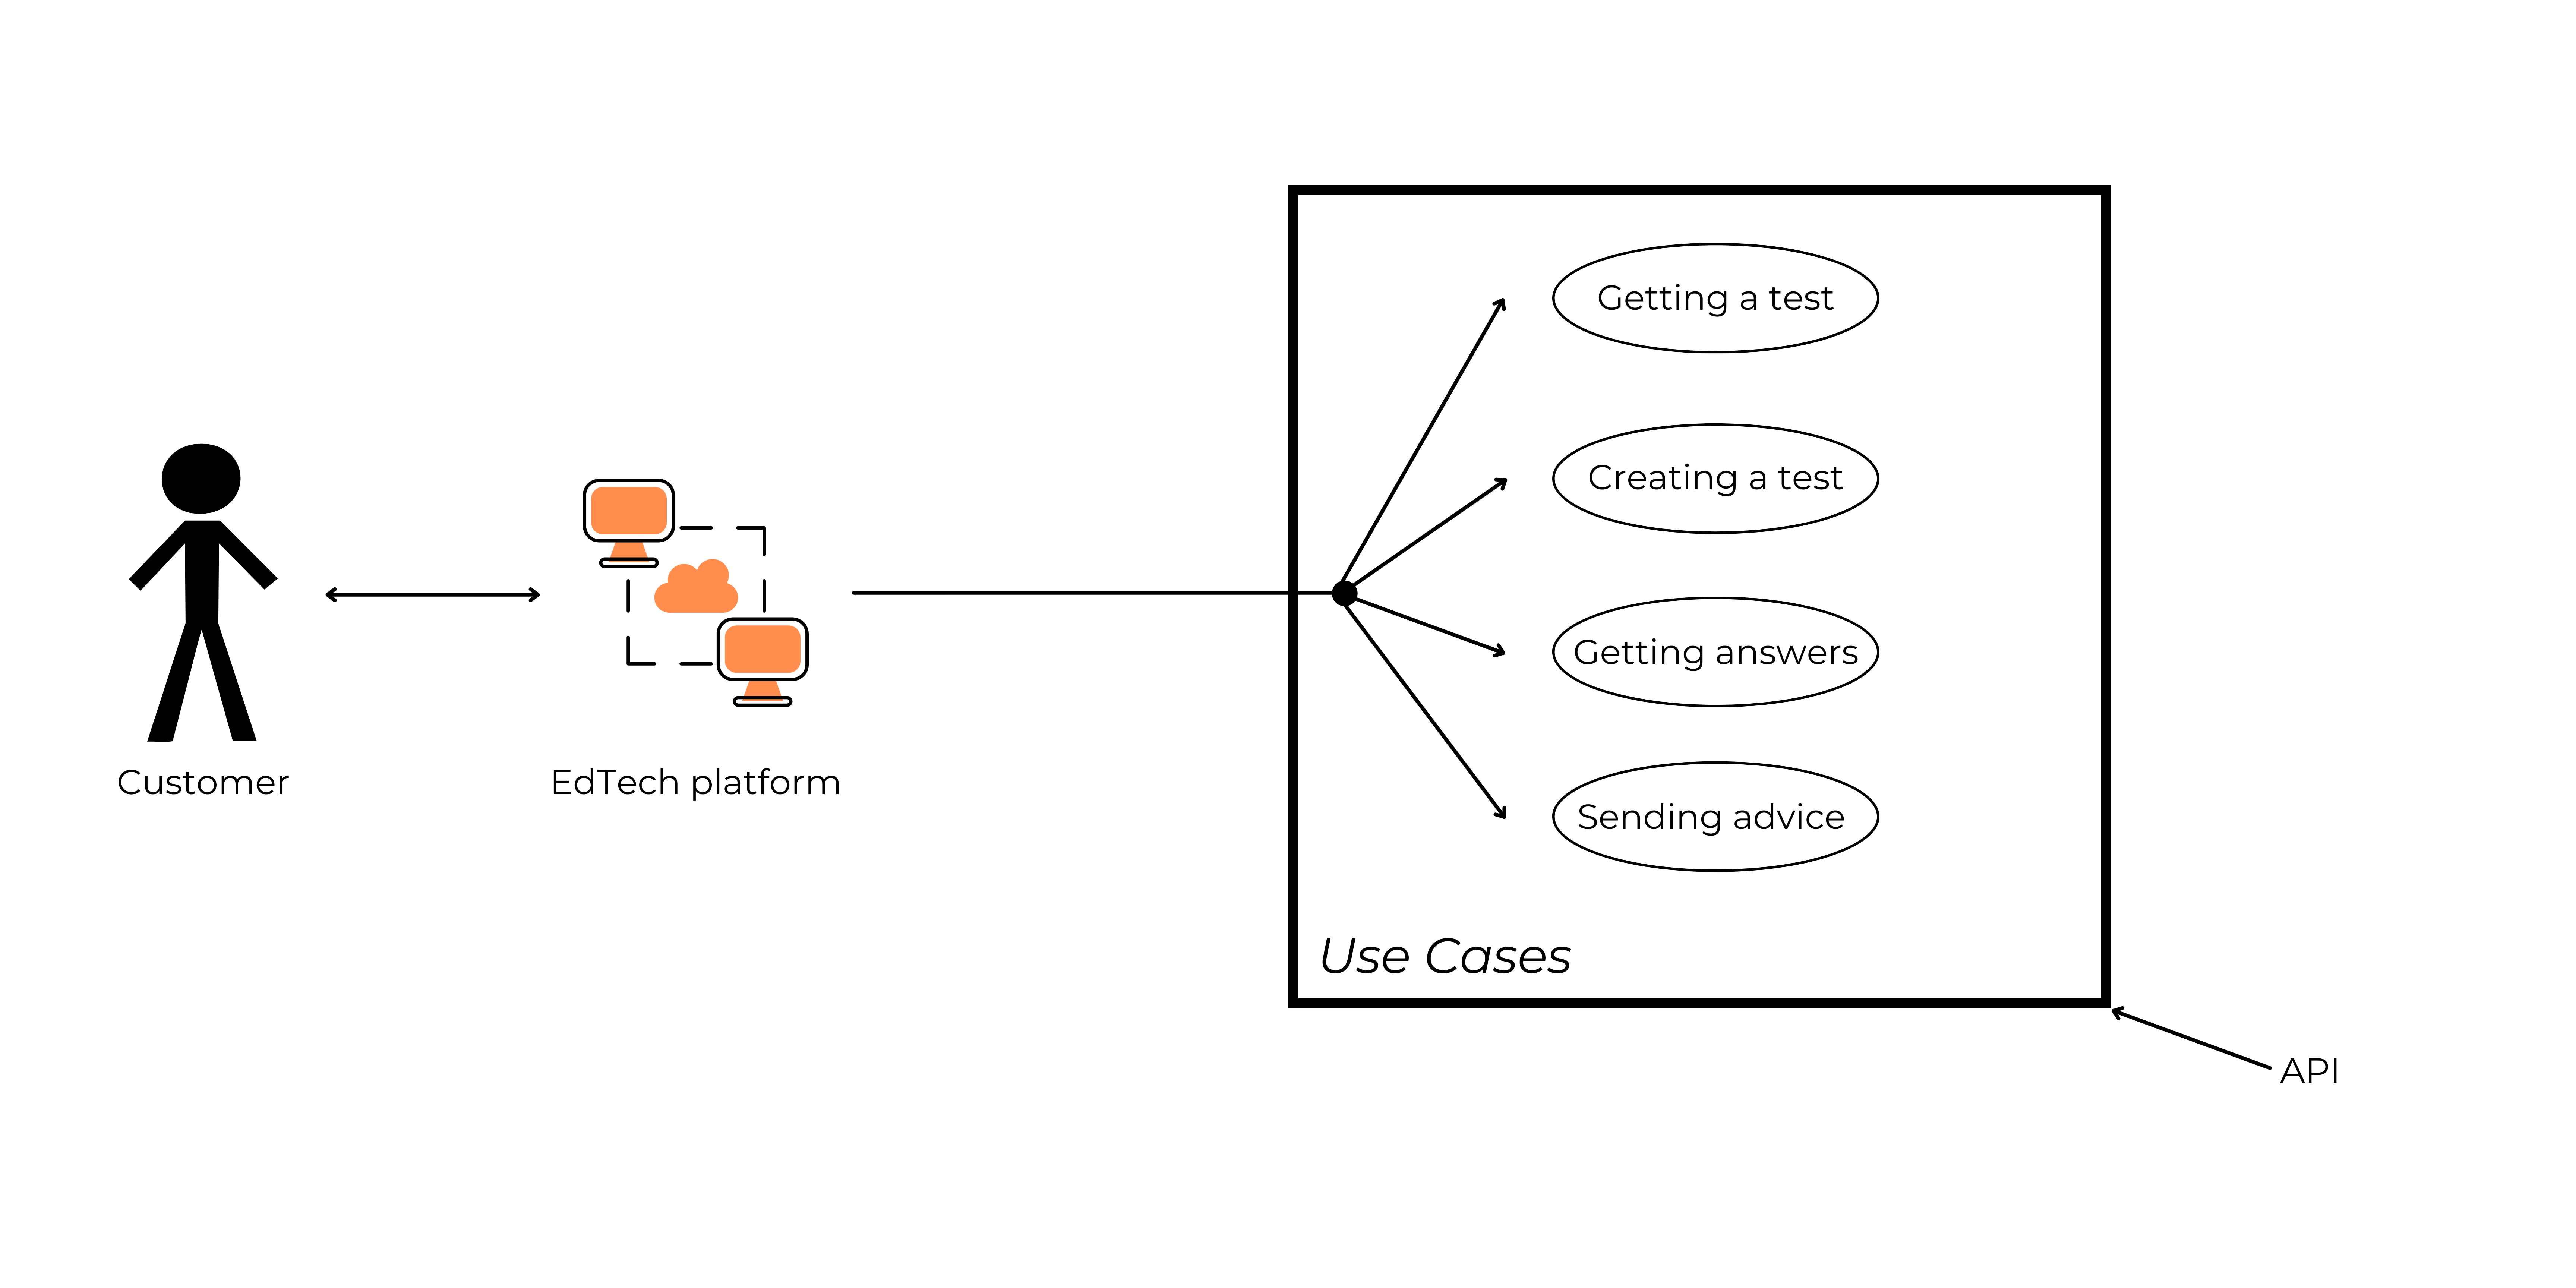 Getting a test
Creating a test
Getting answers
Customer
EdTech platform
Sending advice
Use Cases
API